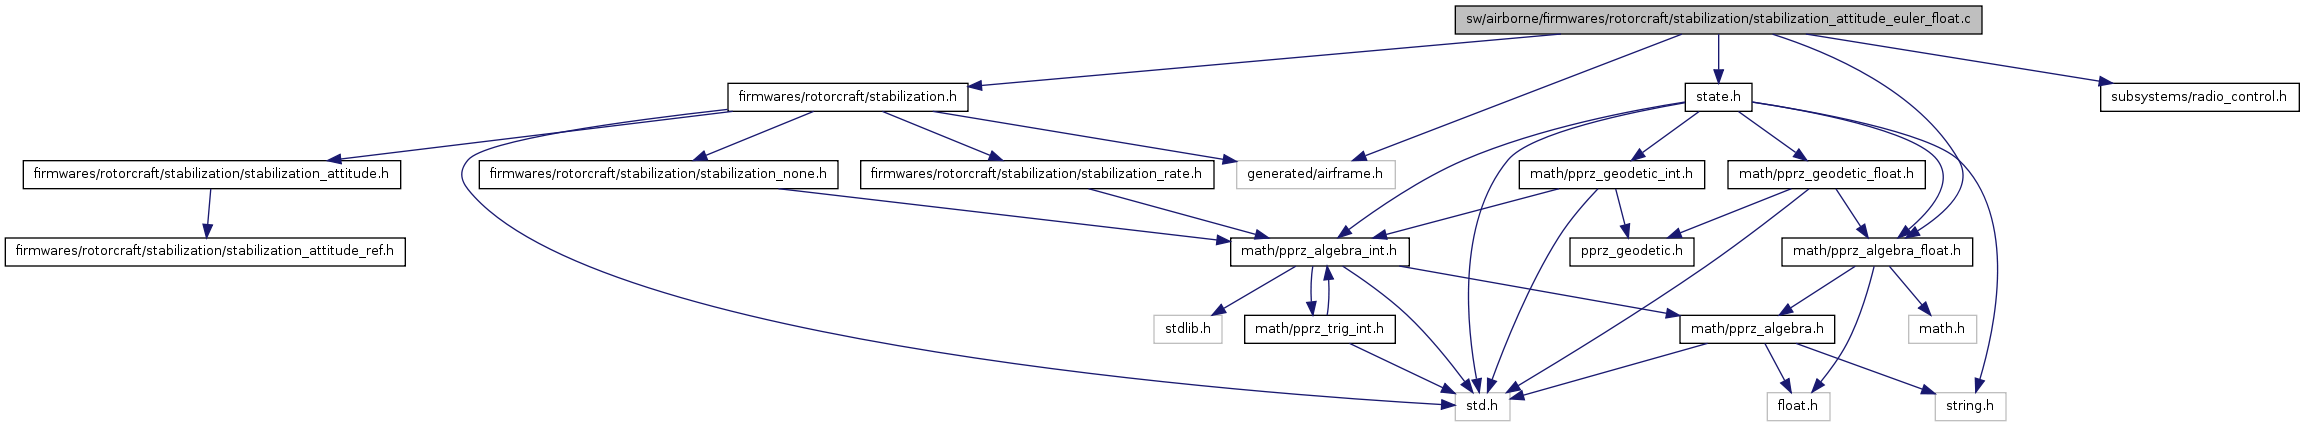 sw/airborne/firmwares/rotorcraft/stabilization/stabilization_attitude_euler_float.c
firmwares/rotorcraft/stabilization.h
state.h
subsystems/radio_control.h
firmwares/rotorcraft/stabilization/stabilization_attitude.h
firmwares/rotorcraft/stabilization/stabilization_none.h
firmwares/rotorcraft/stabilization/stabilization_rate.h
generated/airframe.h
math/pprz_geodetic_int.h
math/pprz_geodetic_float.h
firmwares/rotorcraft/stabilization/stabilization_attitude_ref.h
math/pprz_algebra_int.h
pprz_geodetic.h
math/pprz_algebra_float.h
stdlib.h
math/pprz_trig_int.h
math/pprz_algebra.h
math.h
std.h
float.h
string.h